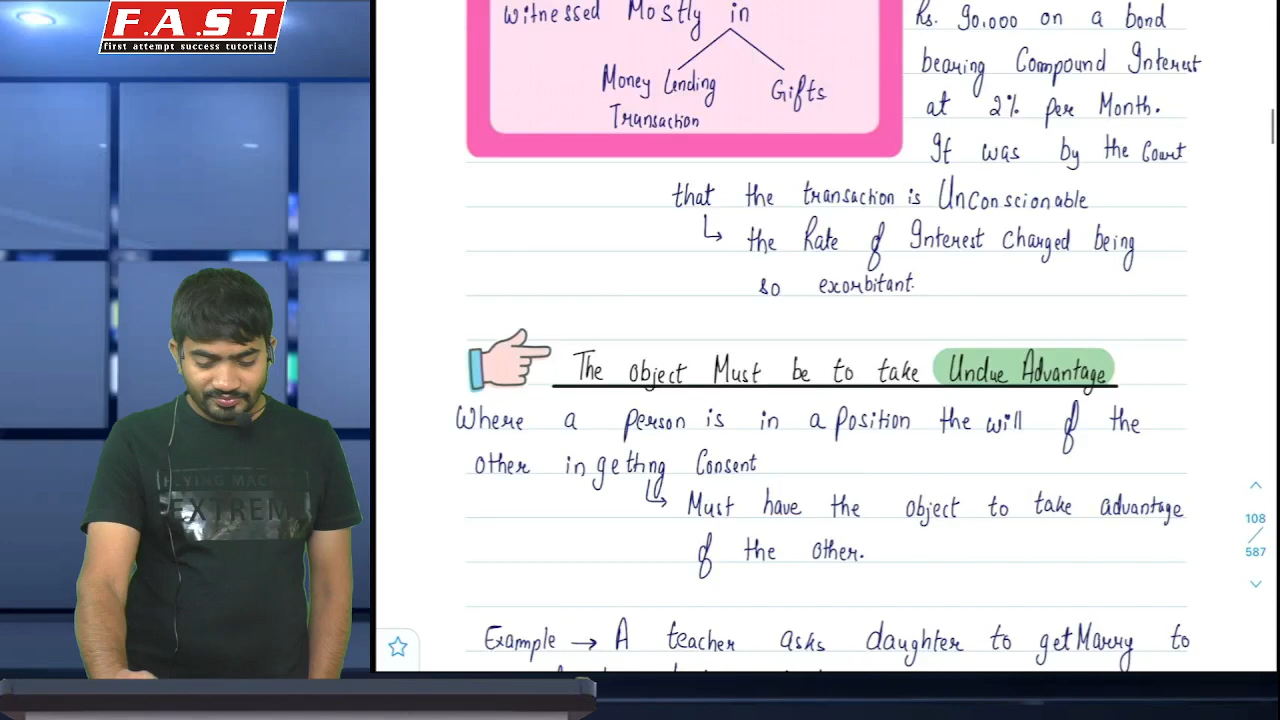 F.A.S.T
First attempt success tutorials
Witnessed Mostly in
Money Lending
Transaction
Gifts
Rs. 90.000 on a bond
bearing Compound Interest
at 2% per Month.
It was by the Court
that the transaction is Unconscionable
the Rate of Interest charged being
so exorbitant.
The object Must be to take Undue Advantage
Where a person is in a position the will of the
other in getting Consent
Must have the object to take advantage
of the other.
Example → A teacher asks daughter to get Marry to
FLYING MACHINE
EXTREME
108
587